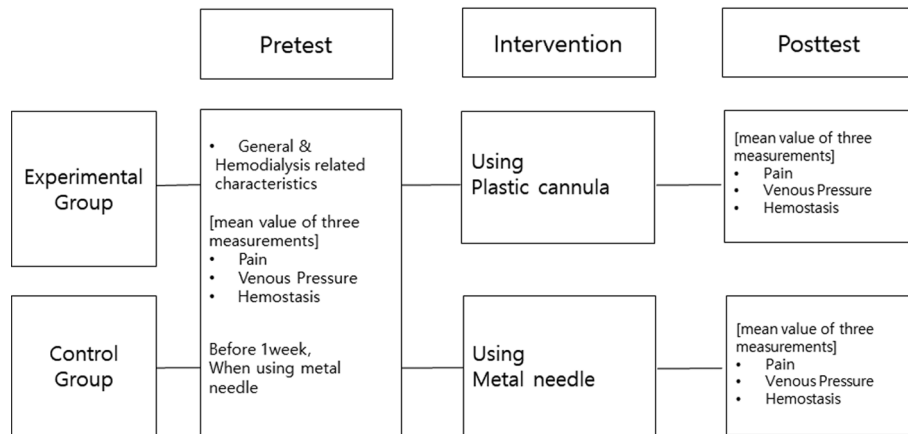 Pretest
Intervention
Posttest
Experimental
Group
• General &
Hemodialysis related
characteristics
[mean value of three
measurements]
• Pain
• Venous Pressure
• Hemostasis
Before 1week,
When using metal
needle
Using
Plastic cannula
[mean value of three
measurements]
• Pain
• Venous Pressure
• Hemostasis
Control
Group
Using
Metal needle
[mean value of three
measurements]
• Pain
• Venous Pressure
• Hemostasis